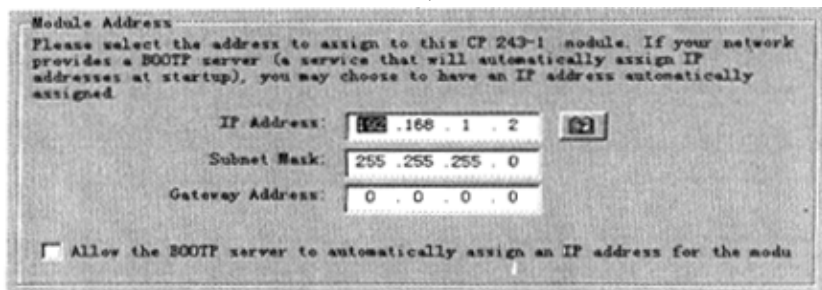 Module Address
Please select the address to assign to this CP 243-1 module. If your network
provides a BOOTP server (a service that will automatically assign IP
addresses at startup), you may choose to have an IP address automatically
assigned
IP Address: 192 .168 . 1 . 2
Subnet Mask: 255 .255 .255 . 0
Gateway Address: 0 . 0 . 0 . 0
Allow the BOOTP server to automatically assign an IP address for the modu